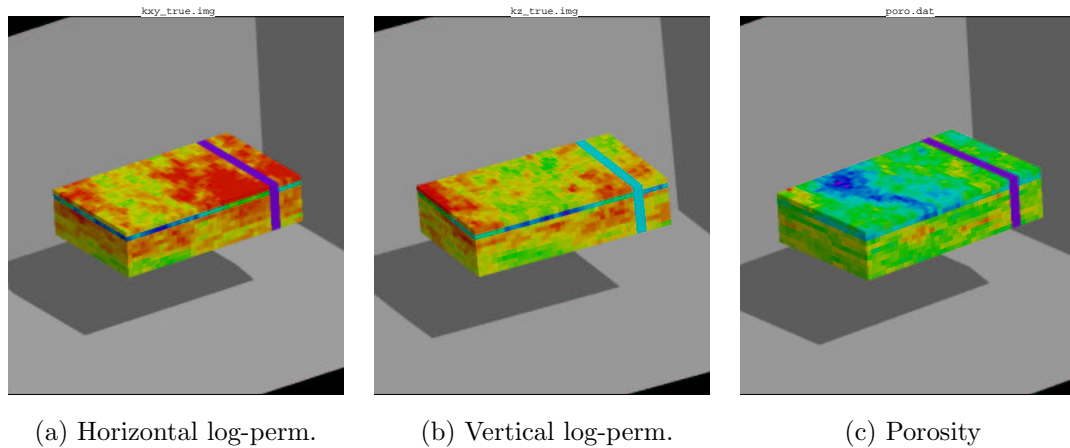 kxy_true.img
kz_true.img
poro.dat
(a) Horizontal log-perm.
(b) Vertical log-perm.
(c) Porosity